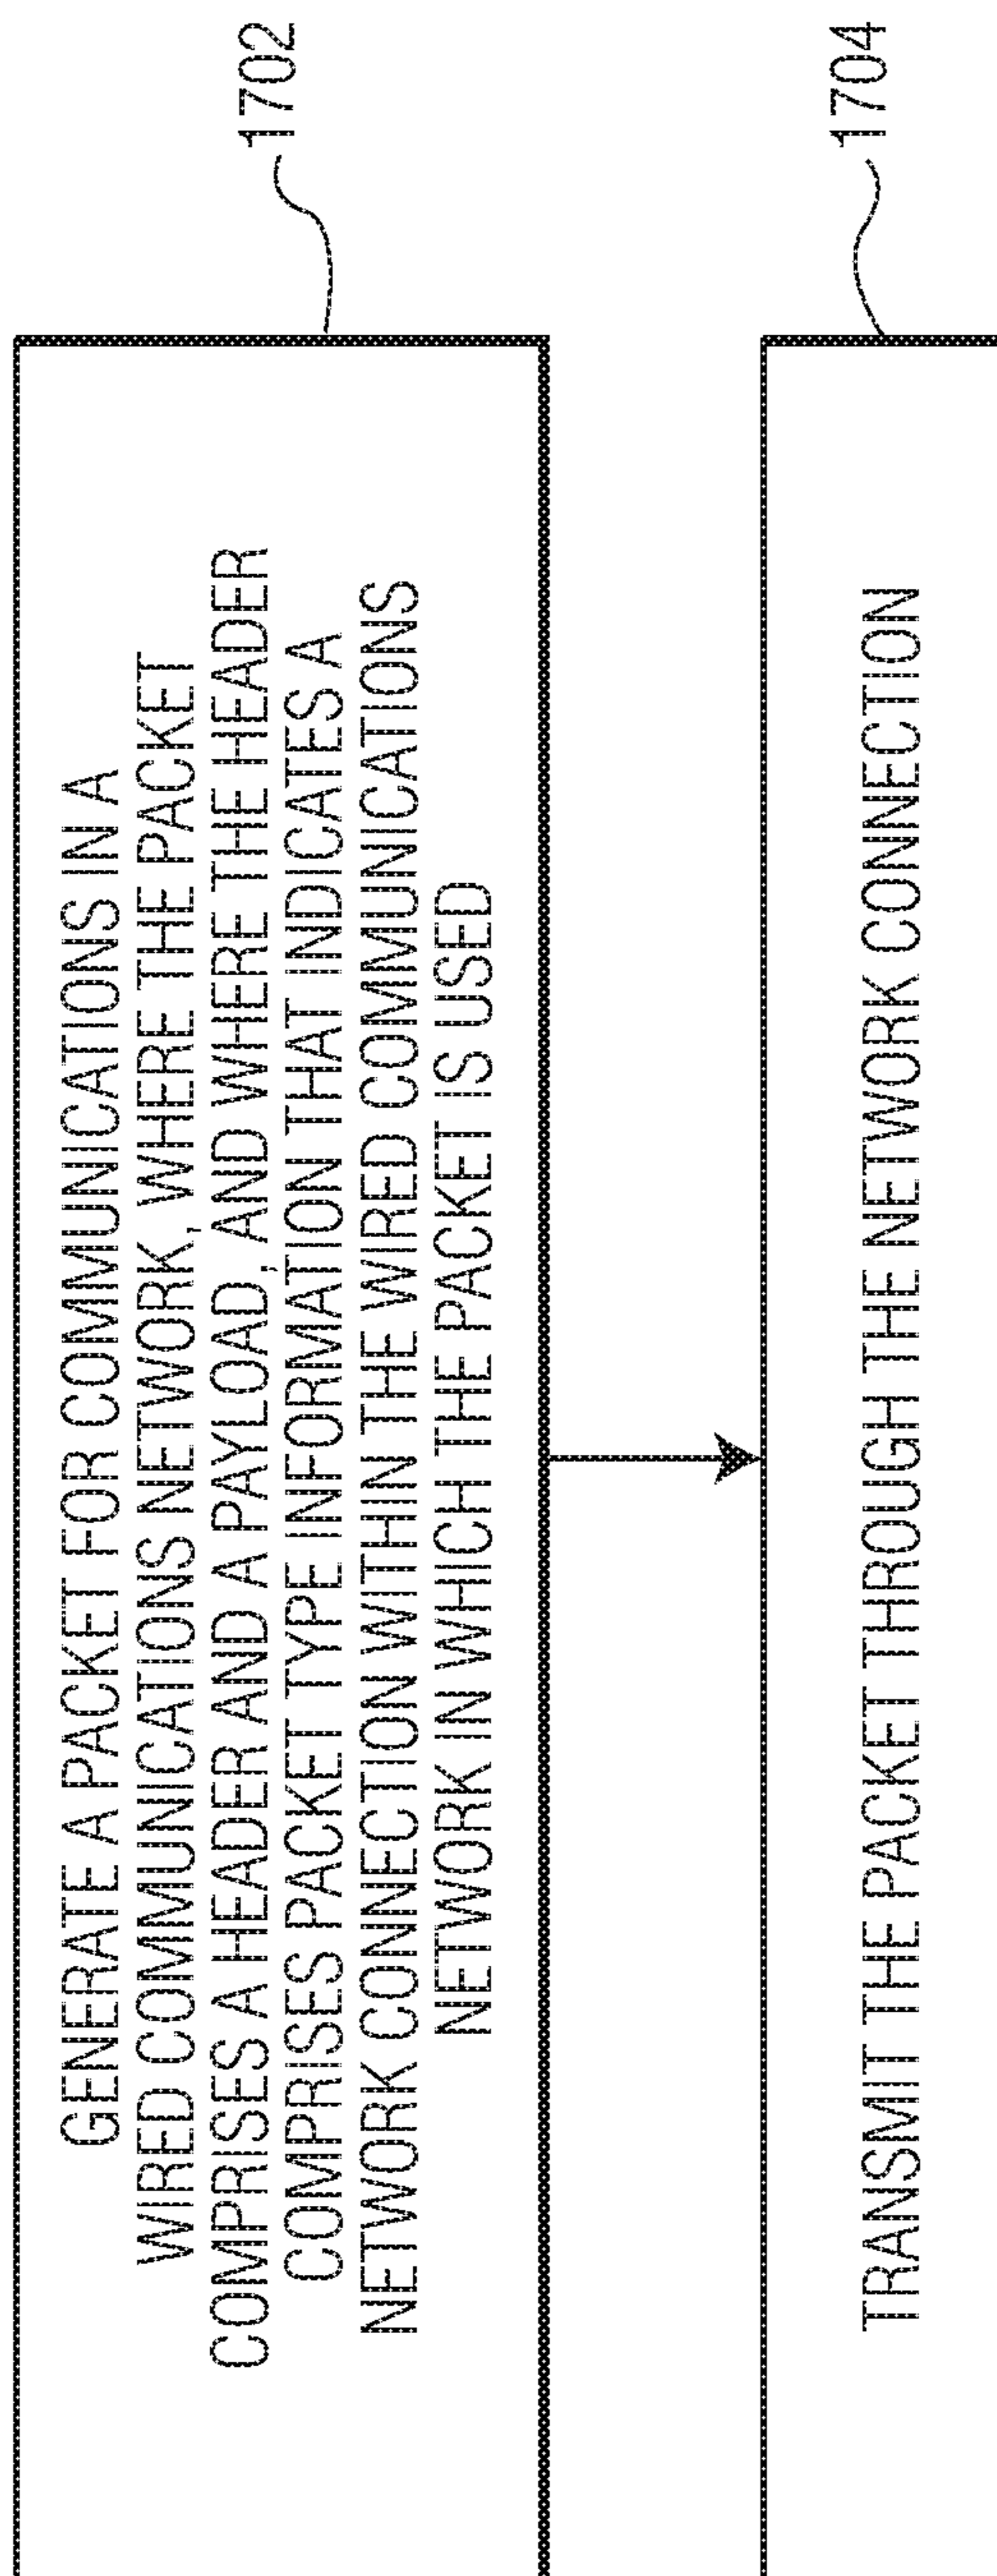 GENERATE A PACKET FOR COMMUNICATIONS IN A
WIRED COMMUNICATIONS NETWORK, WHERE THE PACKET
COMPRISES A HEADER AND A PAYLOAD, AND WHERE THE HEADER
COMPRISES PACKET TYPE INFORMATION THAT INDICATES A
NETWORK CONNECTION WITHIN THE WIRED COMMUNICATIONS
NETWORK IN WHICH THE PACKET IS USED
1702
TRANSMIT THE PACKET THROUGH THE NETWORK CONNECTION
1704